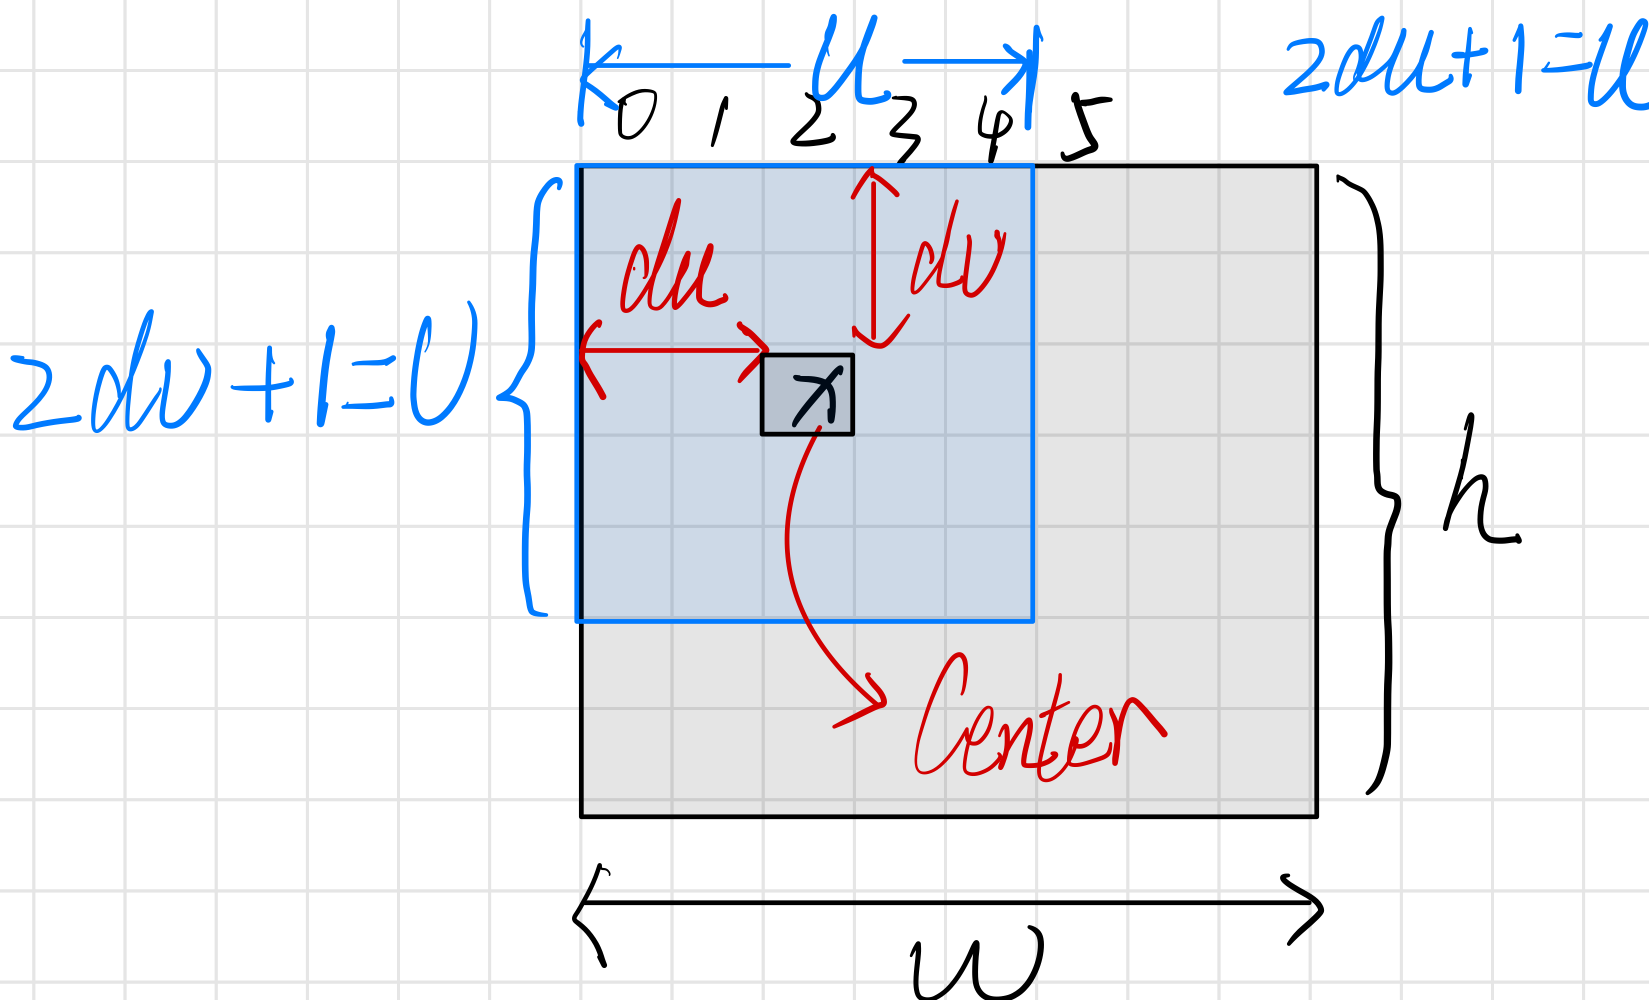 u 2du+1=u
0 1 2 3 4 5
du dv
2dv+1=v
h
Center
w